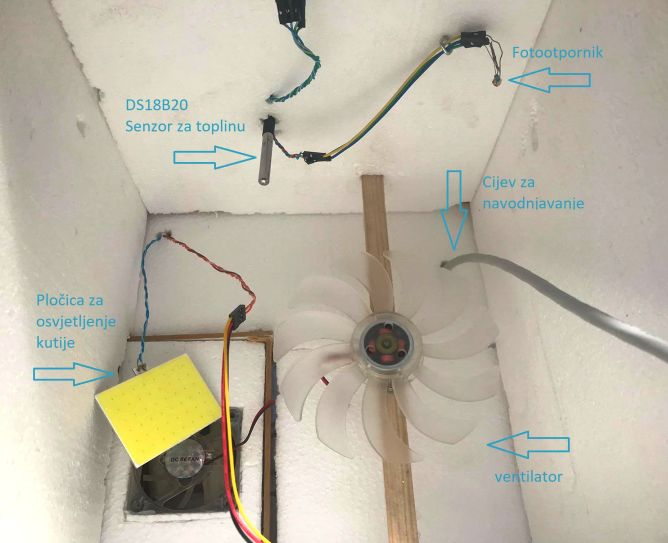 Fotootpornik
DS18B20
Senzor za toplinu
Cijev za
navodnjavanje
Pločica za
osvjetljenje
kutije
ventilator